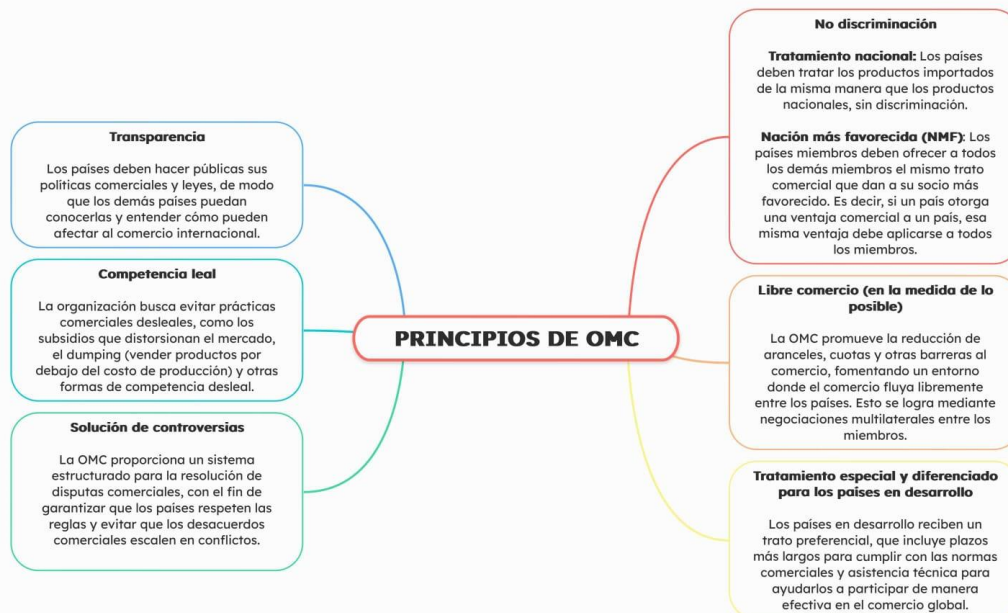 Transparencia
Los países deben hacer públicas sus
políticas comerciales y leyes, de modo
que los demás países puedan
conocerlas y entender cómo pueden
afectar al comercio internacional.
Competencia leal
La organización busca evitar prácticas
comerciales desleales, como los
subsidios que distorsionan el mercado,
el dumping (vender productos por
debajo del costo de producción) y otras
formas de competencia desleal.
Solución de controversias
La OMC proporciona un sistema
estructurado para la resolución de
disputas comerciales, con el fin de
garantizar que los países respeten las
reglas y evitar que los desacuerdos
comerciales escalen en conflictos.
PRINCIPIOS DE OMC
No discriminación
Tratamiento nacional: Los países
deben tratar los productos importados
de la misma manera que los productos
nacionales, sin discriminación.
Nación más favorecida (NMF): Los
países miembros deben ofrecer a todos
los demás miembros el mismo trato
comercial que dan a su socio más
favorecido. Es decir, si un país otorga
una ventaja comercial a un país, esa
misma ventaja debe aplicarse a todos
los miembros.
Libre comercio (en la medida de lo
posible)
La OMC promueve la reducción de
aranceles, cuotas y otras barreras al
comercio, fomentando un entorno
donde el comercio fluya libremente
entre los países. Esto se logra mediante
negociaciones multilaterales entre los
miembros.
Tratamiento especial y diferenciado
para los países en desarrollo
Los países en desarrollo reciben un
trato preferencial, que incluye plazos
más largos para cumplir con las normas
comerciales y asistencia técnica para
ayudarlos a participar de manera
efectiva en el comercio global.